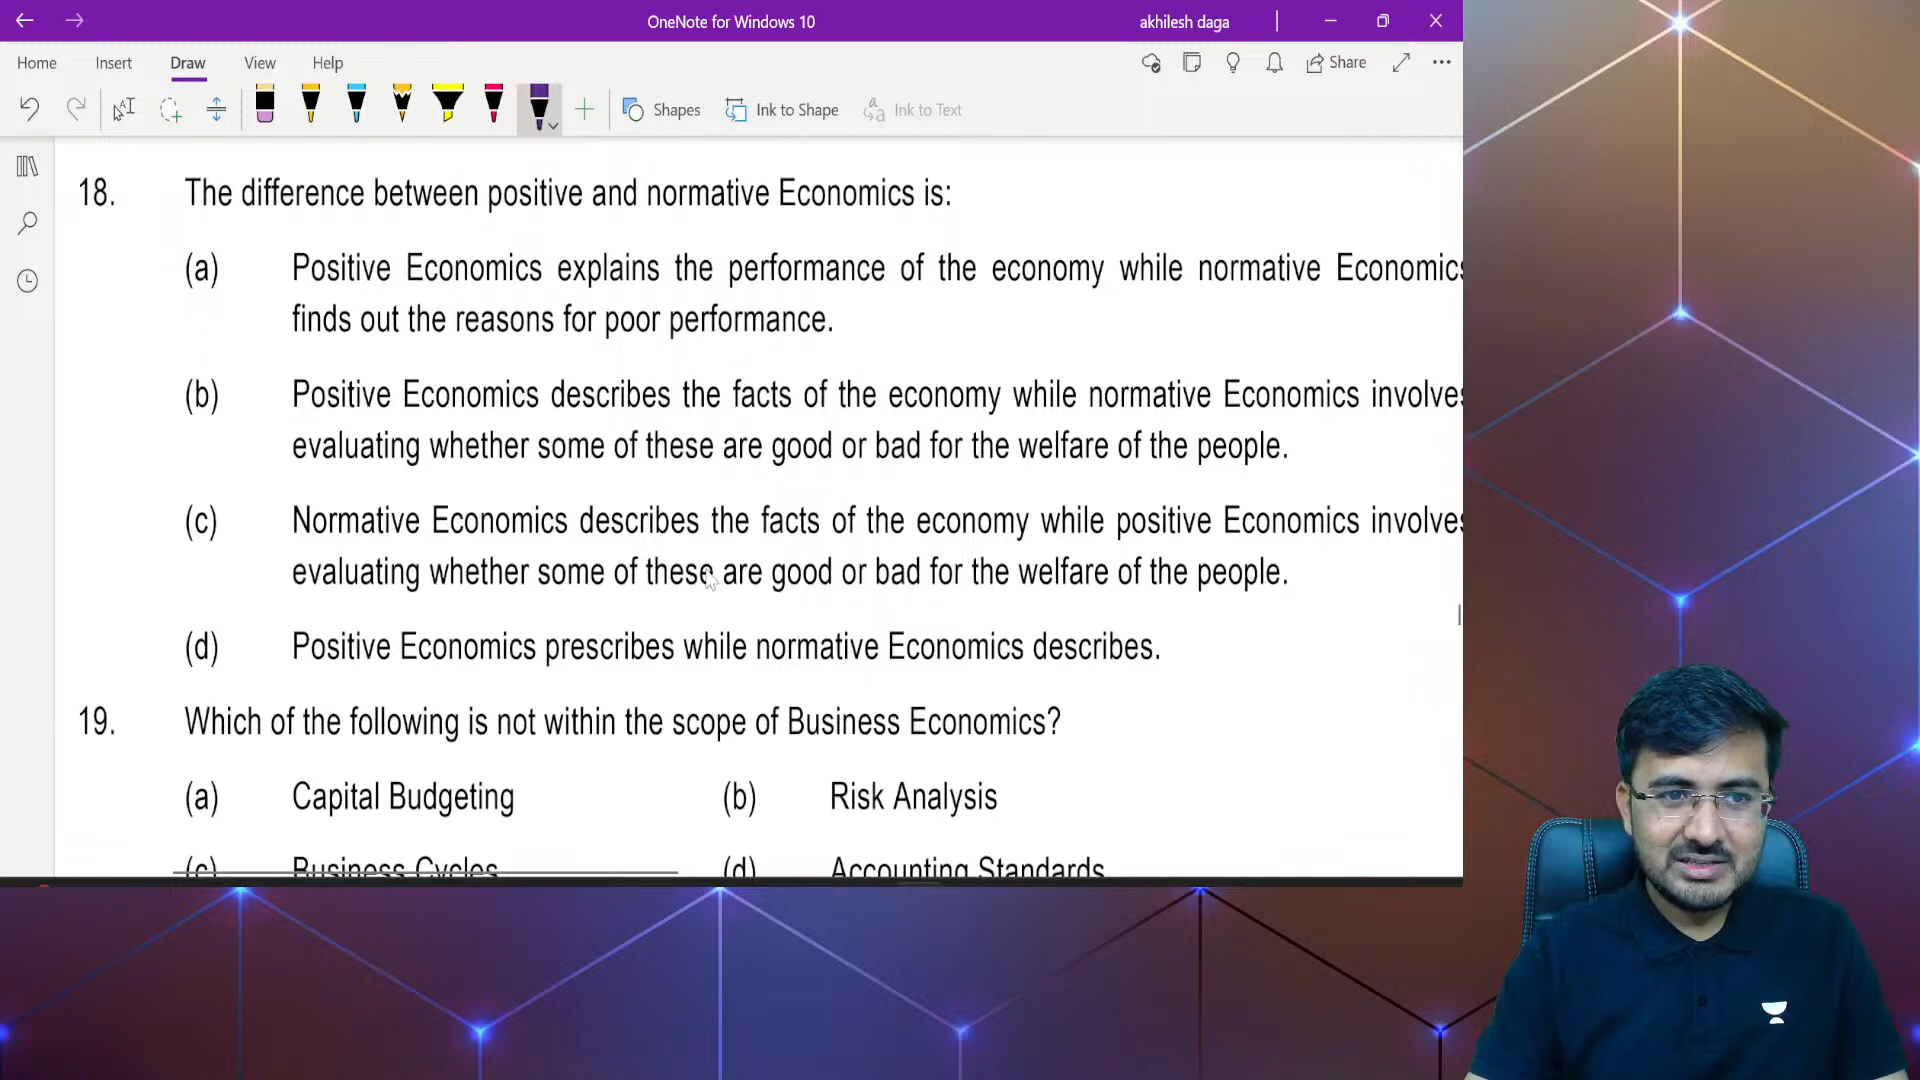 OneNote for Windows 10
akhilesh daga
Home Insert Draw View Help
Share
Shapes
Ink to Shape
Ink to Text
18. The difference between positive and normative Economics is:
(a) Positive Economics explains the performance of the economy while normative Economics
finds out the reasons for poor performance.
(b) Positive Economics describes the facts of the economy while normative Economics involves
evaluating whether some of these are good or bad for the welfare of the people.
(c) Normative Economics describes the facts of the economy while positive Economics involves
evaluating whether some of these are good or bad for the welfare of the people.
(d) Positive Economics prescribes while normative Economics describes.
19. Which of the following is not within the scope of Business Economics?
(a) Capital Budgeting (b) Risk Analysis
(c) Business Cycles (d) Accounting Standards